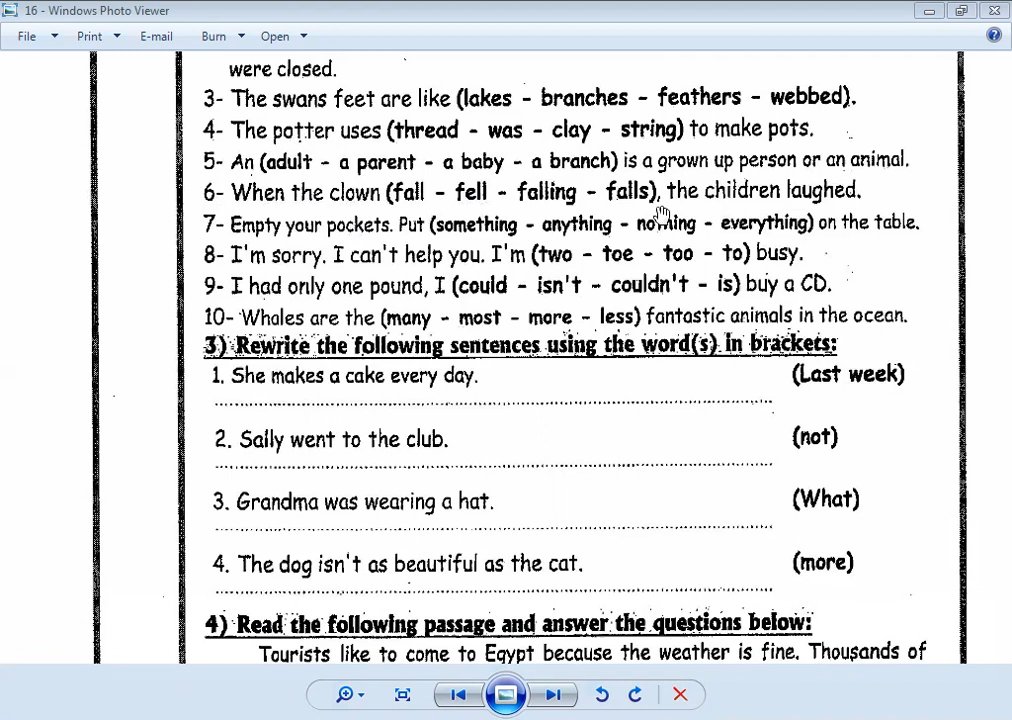 16 - Windows Photo Viewer
File Print E-mail Burn Open
were closed.
3- The swans feet are like (lakes - branches - feathers - webbed).
4- The potter uses (thread - was - clay - string) to make pots.
5- An (adult - a parent - a baby - a branch) is a grown up person or an animal.
6- When the clown (fall - fell - falling - falls), the children laughed.
7- Empty your pockets. Put (something - anything - nothing - everything) on the table.
8- I'm sorry. I can't help you. I'm (two - toe - too - to) busy.
9- I had only one pound, I (could - isn't - couldn't - is) buy a CD.
10- Whales are the (many - most - more - less) fantastic animals in the ocean.
3) Rewrite the following sentences using the word(s) in brackets:
1. She makes a cake every day. (Last week)
2. Sally went to the club. (not)
3. Grandma was wearing a hat. (What)
4. The dog isn't as beautiful as the cat. (more)
4) Read the following passage and answer the questions below:
Tourists like to come to Egypt because the weather is fine. Thousands of